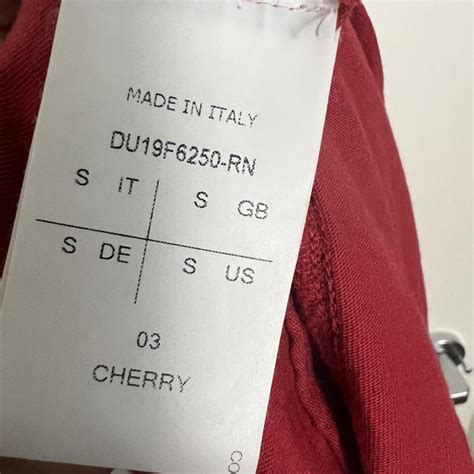 MADE IN ITALY
DU19F6250-RN
S IT S GB
S DE S US
03
CHERRY